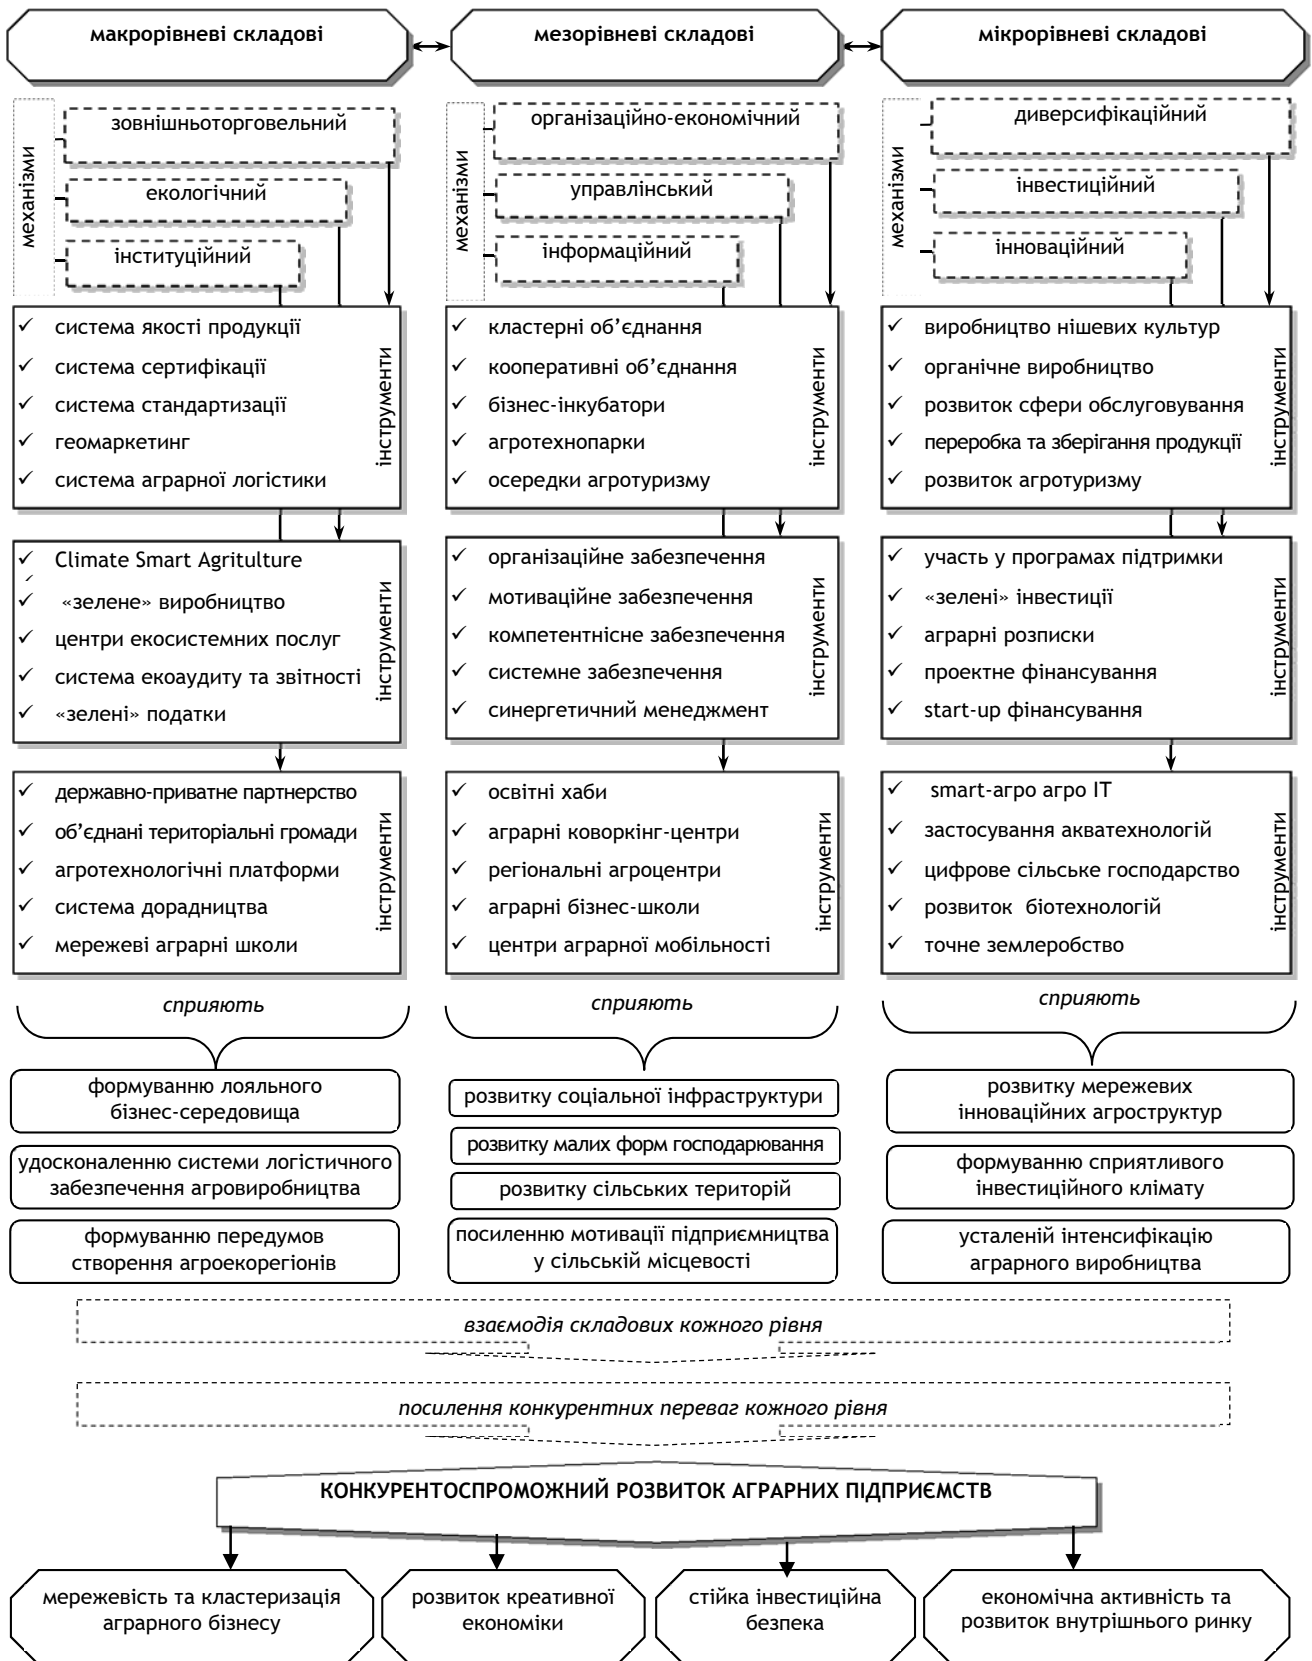 макрорівневі складові
мезорівневі складові
мікрорівневі складові
механізми
зовнішньоторговельний
екологічний
інституційний
механізми
організаційно-економічний
управлінський
інформаційний
механізми
диверсифікаційний
інвестиційний
інноваційний
✓ система якості продукції
✓ система сертифікації
✓ система стандартизації
✓ геомаркетинг
✓ система аграрної логістики
інструменти
✓ кластерні об’єднання
✓ кооперативні об’єднання
✓ бізнес-інкубатори
✓ агротехнопарки
✓ осередки агротуризму
інструменти
✓ виробництво нішевих культур
✓ органічне виробництво
✓ розвиток сфери обслуговування
✓ переробка та зберігання продукції
✓ розвиток агротуризму
інструменти
✓ Climate Smart Agritulture
✓ «зелене» виробництво
✓ центри екосистемних послуг
✓ система екоаудиту та звітності
✓ «зелені» податки
інструменти
✓ організаційне забезпечення
✓ мотиваційне забезпечення
✓ компетентнісне забезпечення
✓ системне забезпечення
✓ синергетичний менеджмент
інструменти
✓ участь у програмах підтримки
✓ «зелені» інвестиції
✓ аграрні розписки
✓ проектне фінансування
✓ start-up фінансування
інструменти
✓ державно-приватне партнерство
✓ об’єднані територіальні громади
✓ агротехнологічні платформи
✓ система дорадництва
✓ мережеві аграрні школи
інструменти
✓ освітні хаби
✓ аграрні коворкінг-центри
✓ регіональні агроцентри
✓ аграрні бізнес-школи
✓ центри аграрної мобільності
інструменти
✓ smart-агро агро ІТ
✓ застосування акватехнологій
✓ цифрове сільське господарство
✓ розвиток біотехнологій
✓ точне землеробство
інструменти
сприяють
сприяють
сприяють
формуванню лояльного
бізнес-середовища
удосконаленню системи логістичного
забезпечення агровиробництва
формуванню передумов
створення агроекорегіонів
розвитку соціальної інфраструктури
розвитку малих форм господарювання
розвитку сільських територій
посиленню мотивації підприємництва
у сільській місцевості
розвитку мережевих
інноваційних агроструктур
формуванню сприятливого
інвестиційного клімату
усталеній інтенсифікацію
аграрного виробництва
взаємодія складових кожного рівня
посилення конкурентних переваг кожного рівня
КОНКУРЕНТОСПРОМОЖНИЙ РОЗВИТОК АГРАРНИХ ПІДПРИЄМСТВ
мережевість та кластеризація
аграрного бізнесу
розвиток креативної
економіки
стійка інвестиційна
безпека
економічна активність та
розвиток внутрішнього ринку